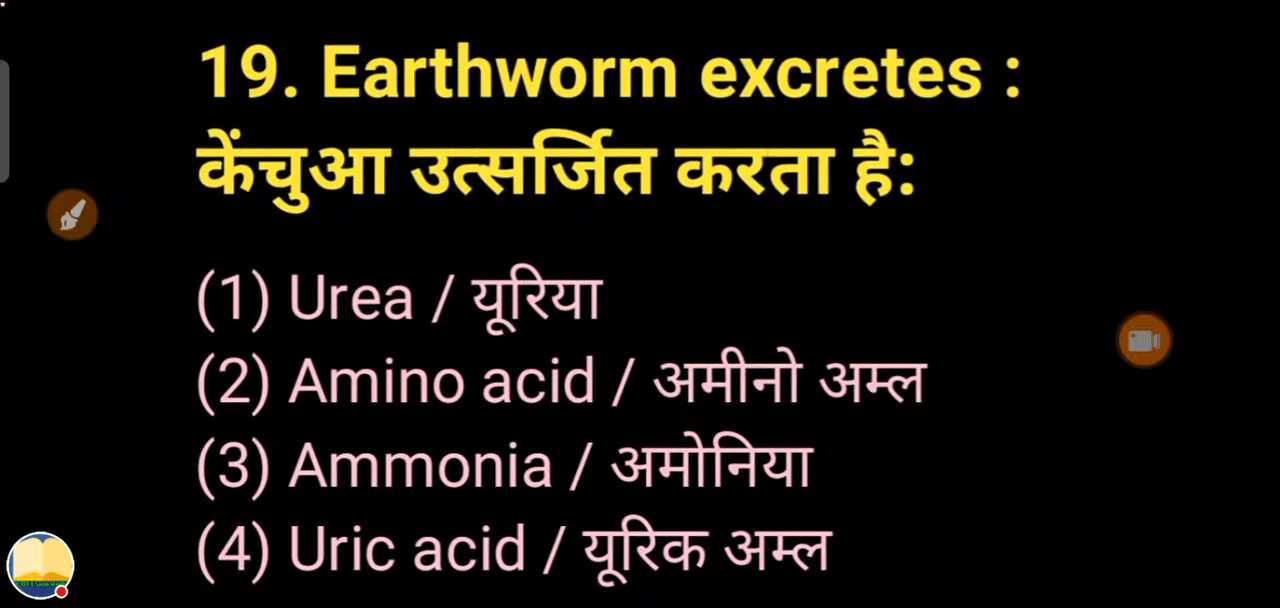 19. Earthworm excretes :
केंचुआ उत्सर्जित करता है:
(1) Urea / यूरिया
(2) Amino acid / अमीनो अम्ल
(3) Ammonia / अमोनिया
(4) Uric acid / यूरिक अम्ल